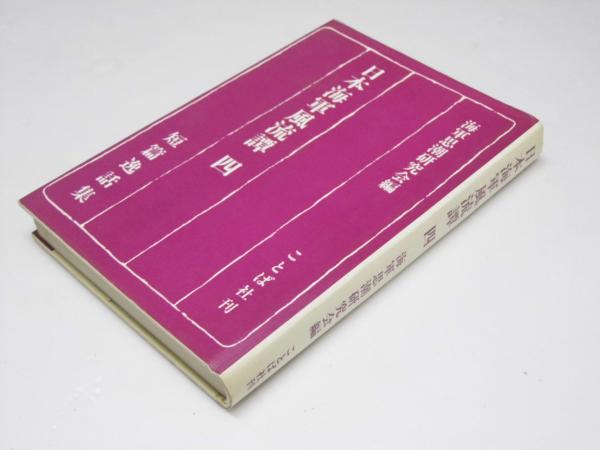 海軍思潮研究会編
日本海軍風流譚 四
短篇逸話集
ことば社刊
日本海軍風流譚 四 海軍思潮研究会編 ことば社刊